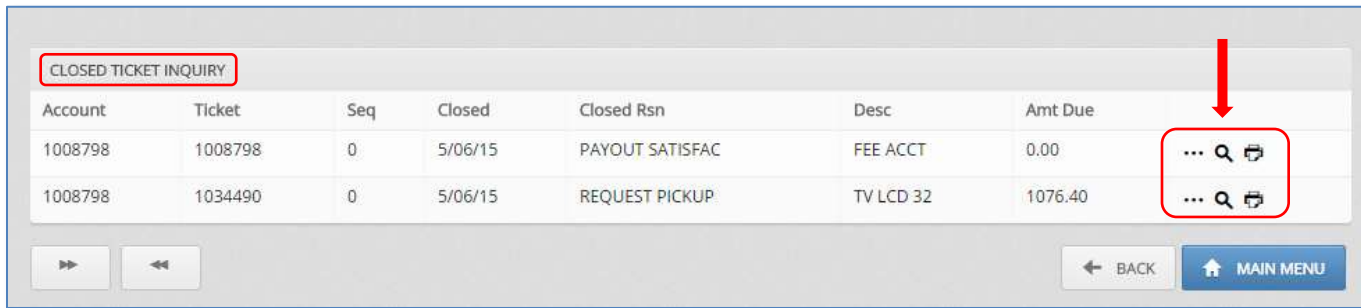 CLOSED TICKET INQUIRY
Account Ticket Seq Closed Closed Rsn Desc Amt Due
1008798 1008798 0 5/06/15 PAYOUT SATISFAC FEE ACCT 0.00
1008798 1034490 0 5/06/15 REQUEST PICKUP TV LCD 32 1076.40
BACK MAIN MENU